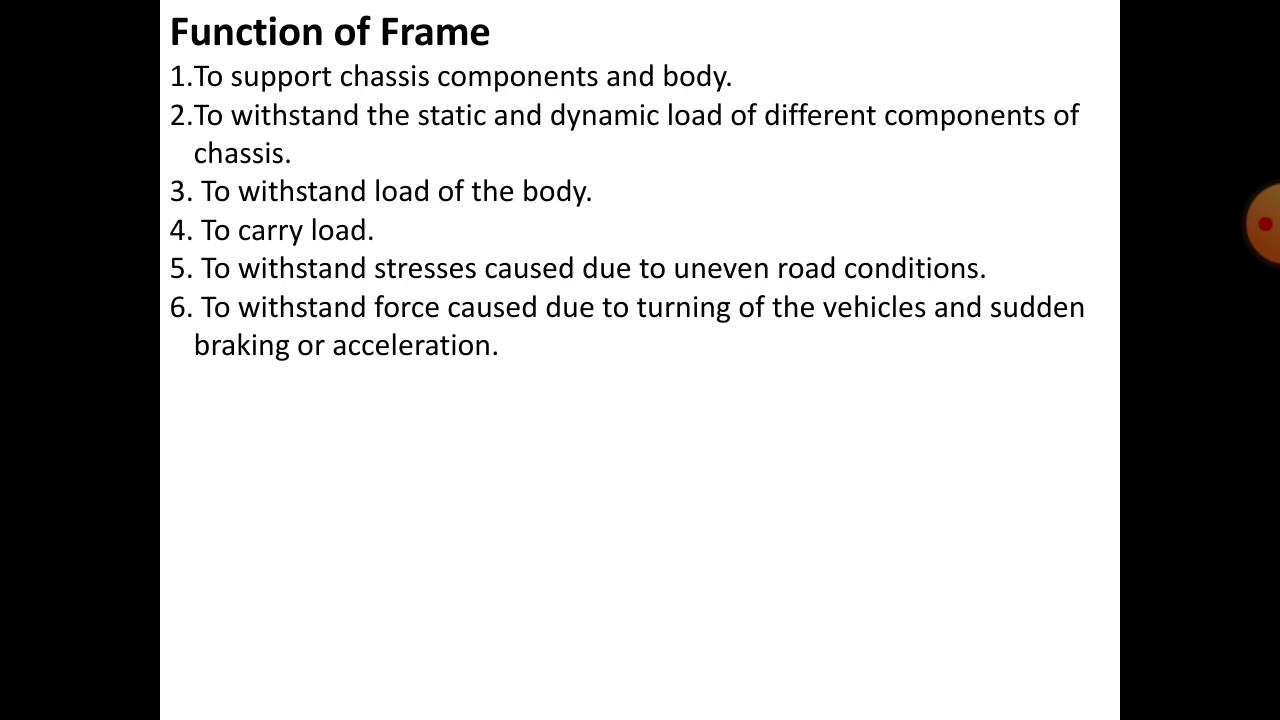 Function of Frame
1.To support chassis components and body.
2.To withstand the static and dynamic load of different components of
chassis.
3. To withstand load of the body.
4. To carry load.
5. To withstand stresses caused due to uneven road conditions.
6. To withstand force caused due to turning of the vehicles and sudden
braking or acceleration.